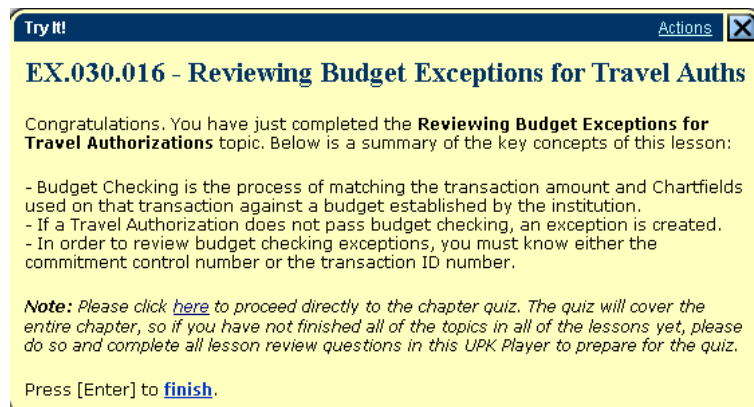 Try It!
Actions
EX.030.016 - Reviewing Budget Exceptions for Travel Auths
Congratulations. You have just completed the Reviewing Budget Exceptions for
Travel Authorizations topic. Below is a summary of the key concepts of this lesson:
- Budget Checking is the process of matching the transaction amount and Chartfields
used on that transaction against a budget established by the institution.
- If a Travel Authorization does not pass budget checking, an exception is created.
- In order to review budget checking exceptions, you must know either the
commitment control number or the transaction ID number.
Note: Please click here to proceed directly to the chapter quiz. The quiz will cover the
entire chapter, so if you have not finished all of the topics in all of the lessons yet, please
do so and complete all lesson review questions in this UPK Player to prepare for the quiz.
Press [Enter] to finish.